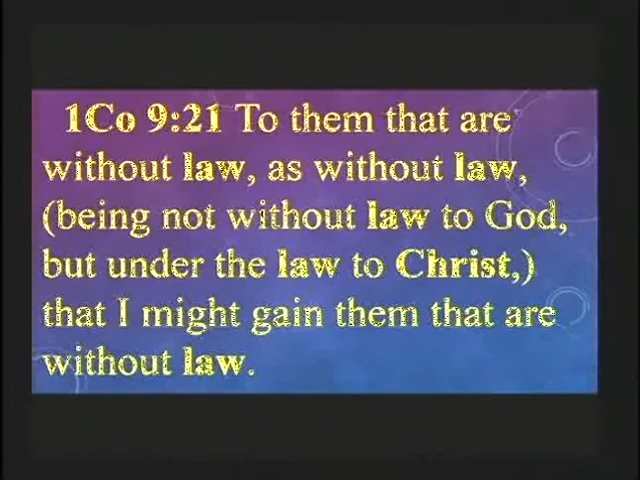 1Co 9:21 To them that are
without law, as without law,
(being not without law to God,
but under the law to Christ,)
that I might gain them that are
without law.